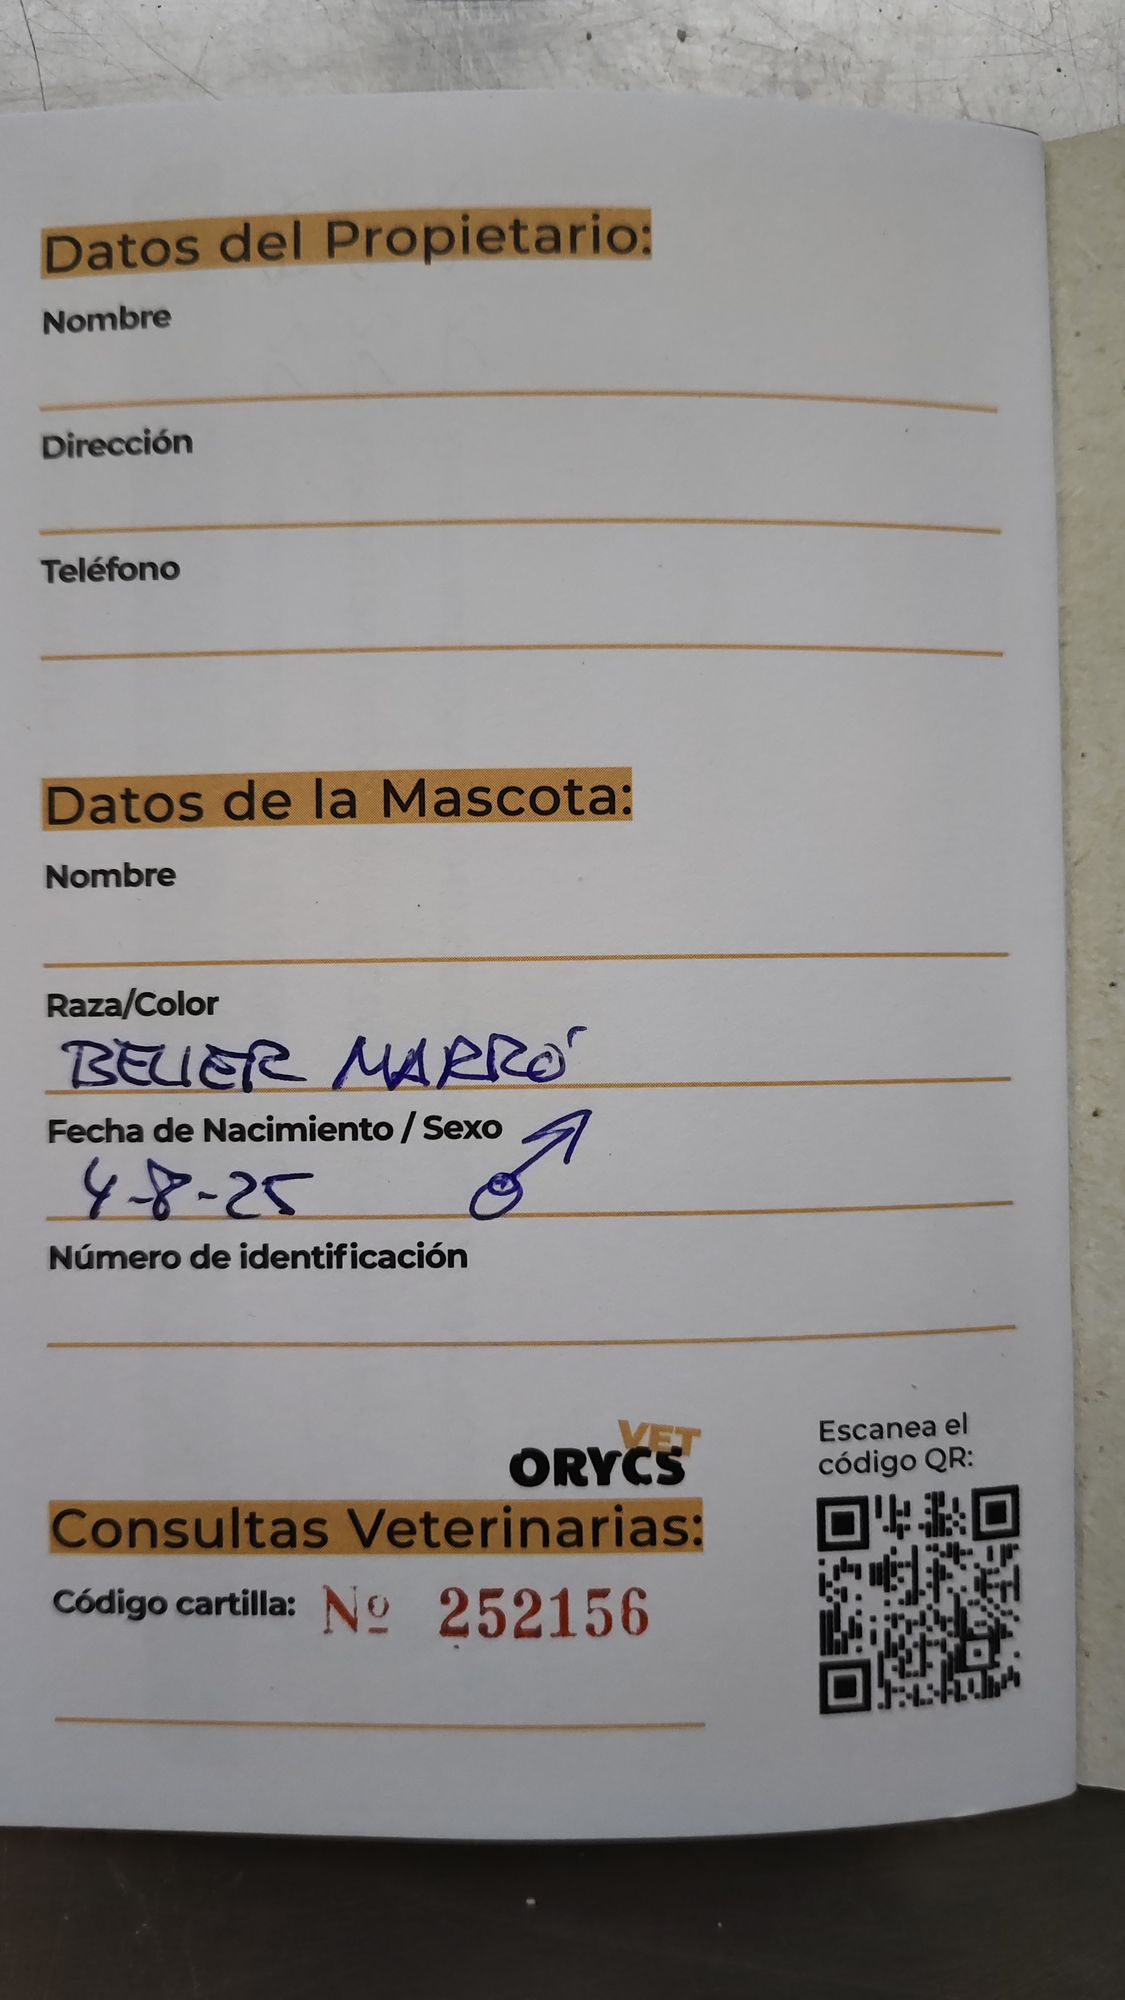 Datos del Propietario:
Nombre
Dirección
Teléfono
Datos de la Mascota:
Nombre
Raza/Color
BELIER MARRÓ
Fecha de Nacimiento / Sexo
4-8-25 ♂
Número de identificación
VET
ORYCS
Escanea el
código QR:
Consultas Veterinarias:
Código cartilla: Nº 252156